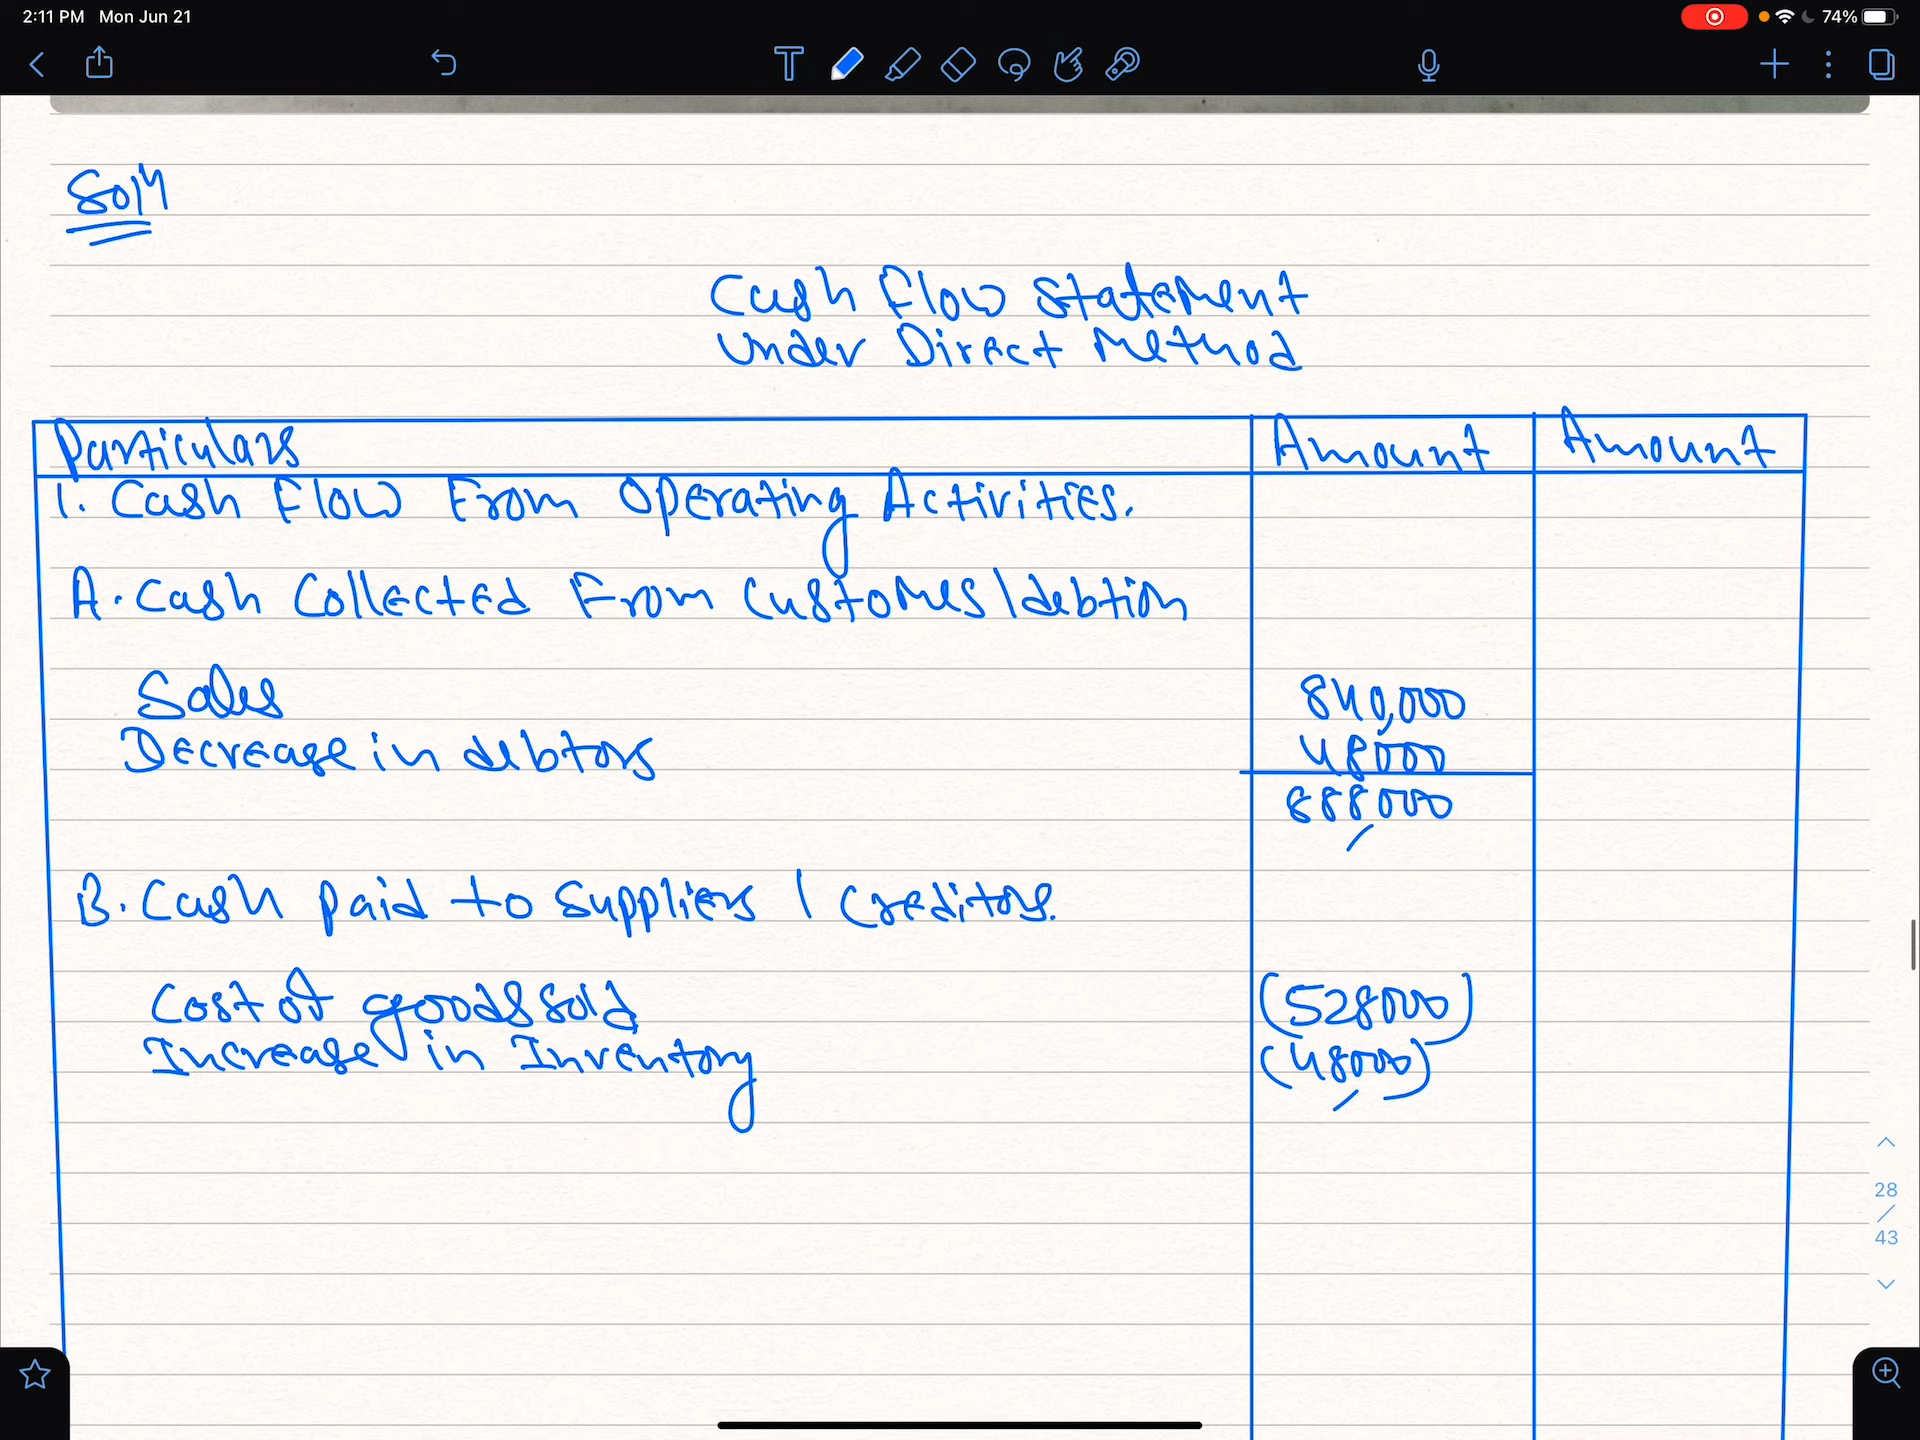 2:11 PM Mon Jun 21
74%
Soln
Cash Flow Statement
Under Direct Method
Particulars Amount Amount
1. Cash Flow From Operating Activities.
A. Cash Collected From Customes/debtion
Sales 840,000
Decrease in debtors 48000
888000
B. Cash paid to suppliers / Creditors.
Cost of goods sold (528000)
Increase in Inventory (48000)
28
/
43